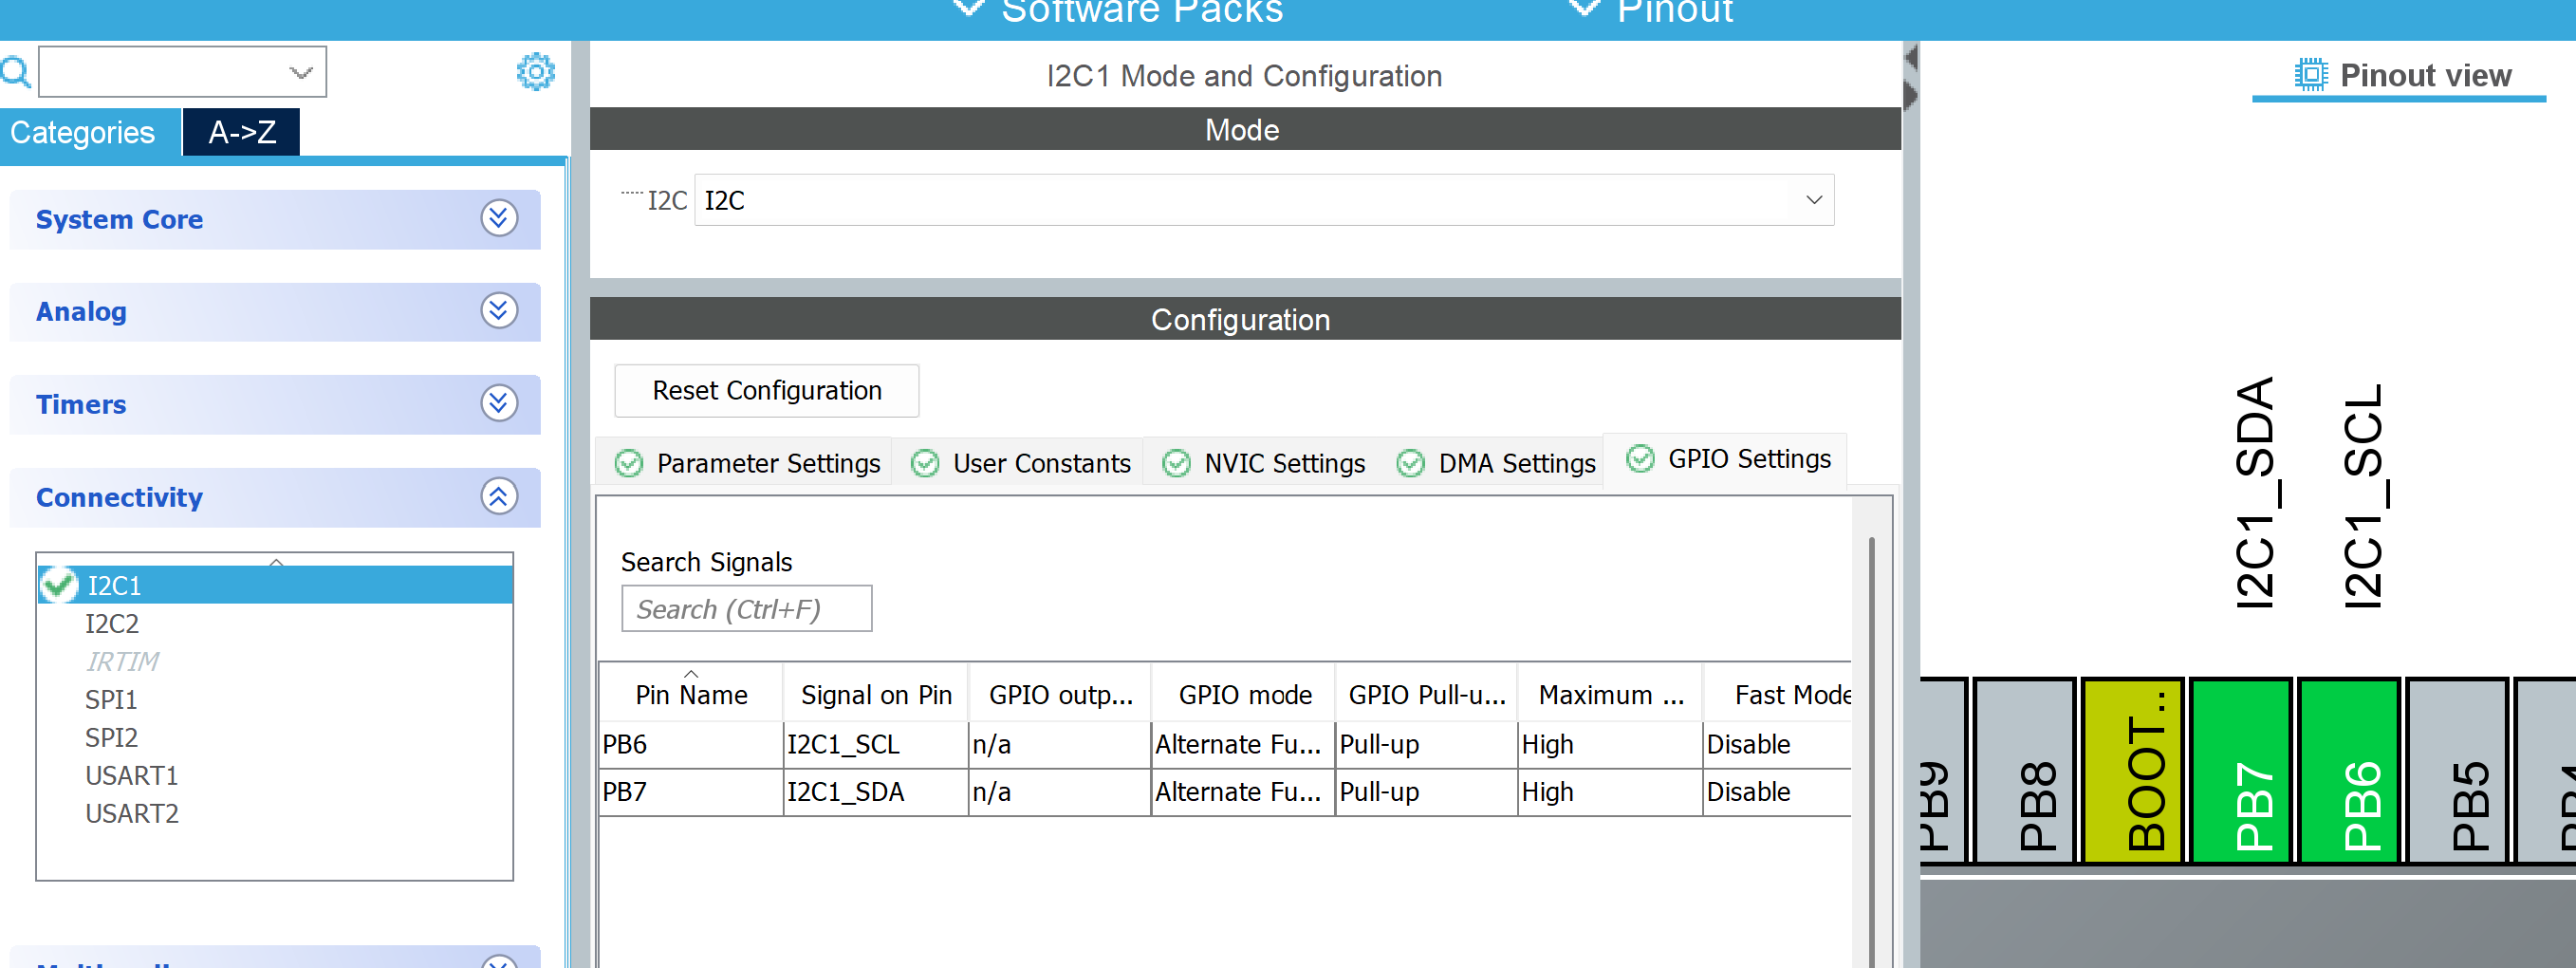 Software Packs
Pinout
Categories
A->Z
System Core
Analog
Timers
Connectivity
I2C1
I2C2
IRTIM
SPI1
SPI2
USART1
USART2
I2C1 Mode and Configuration
Mode
I2C
I2C
Configuration
Reset Configuration
Parameter Settings
User Constants
NVIC Settings
DMA Settings
GPIO Settings
Search Signals
Search (Ctrl+F)
Pin Name Signal on Pin GPIO outp... GPIO mode GPIO Pull-u... Maximum ... Fast Mode
PB6 I2C1_SCL n/a Alternate Fu... Pull-up High Disable
PB7 I2C1_SDA n/a Alternate Fu... Pull-up High Disable
Pinout view
I2C1_SDA
I2C1_SCL
PB9
PB8
BOOT..
PB7
PB6
PB5
PB4